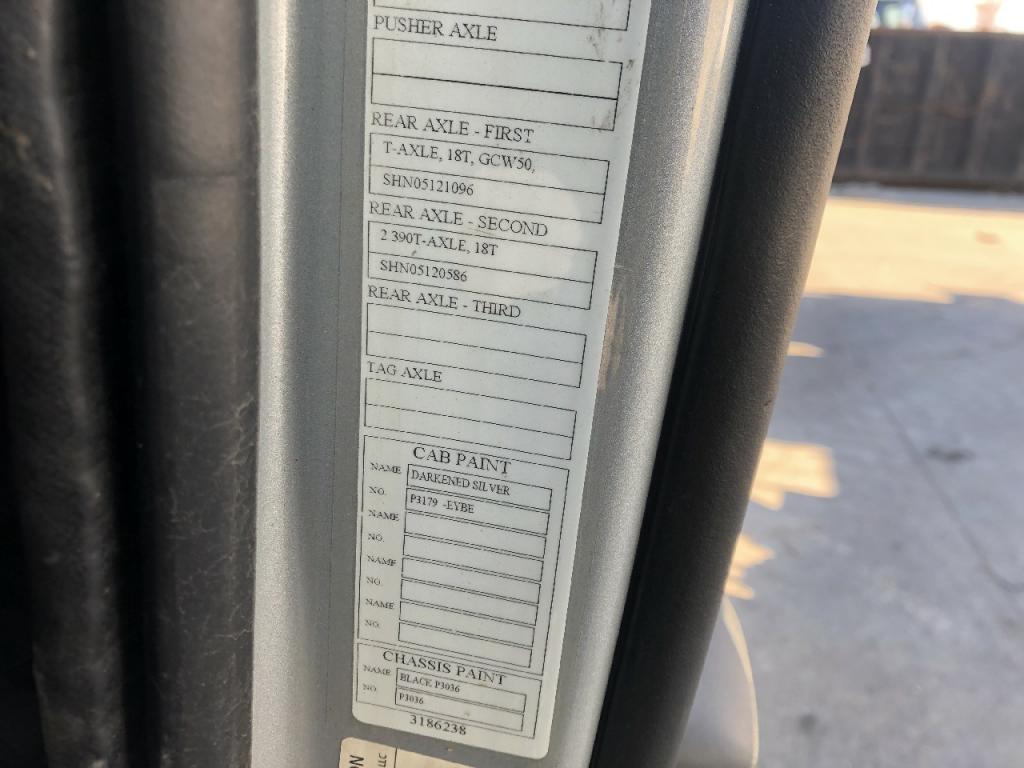 PUSHER AXLE
REAR AXLE - FIRST
T-AXLE, 18T, GCW50,
SHN05121096
REAR AXLE - SECOND
2.390T-AXLE, 18T
SHN05120586
REAR AXLE - THIRD
TAG AXLE
CAB PAINT
NAME DARKENED SILVER
NO. P3179 -EYBE
NAME
NO.
NAME
NO.
NAME
NO.
CHASSIS PAINT
NAME BLACK P3036
NO. P3036
3186238